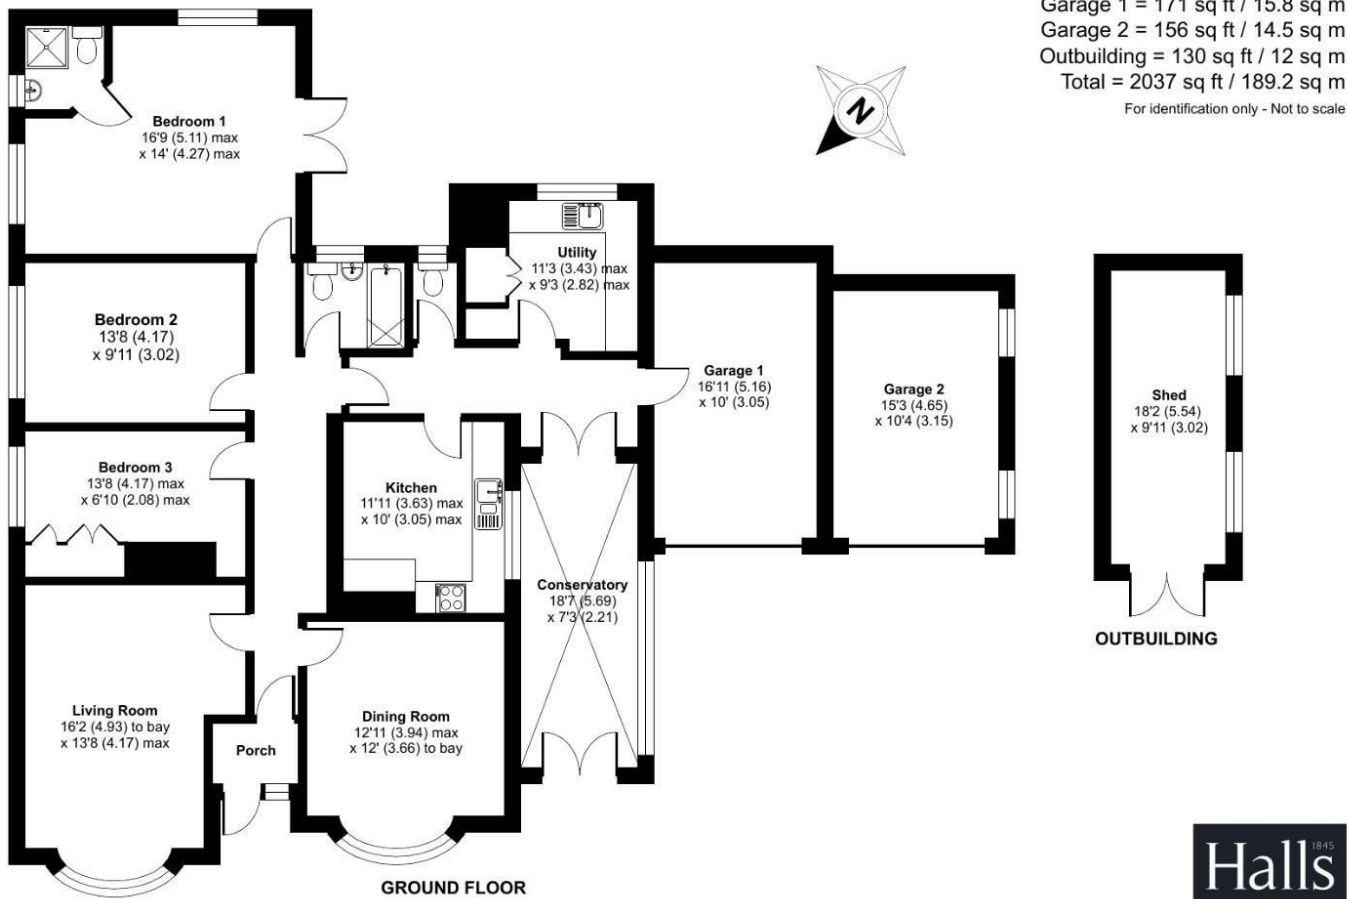 Garage 1 = 171 sq ft / 15.8 sq m
Garage 2 = 156 sq ft / 14.5 sq m
Outbuilding = 130 sq ft / 12 sq m
Total = 2037 sq ft / 189.2 sq m
For identification only - Not to scale
N
Bedroom 1
16'9 (5.11) max
x 14' (4.27) max
Utility
11'3 (3.43) max
x 9'3 (2.82) max
Bedroom 2
13'8 (4.17)
x 9'11 (3.02)
Garage 1
16'11 (5.16)
x 10' (3.05)
Garage 2
15'3 (4.65)
x 10'4 (3.15)
Shed
18'2 (5.54)
x 9'11 (3.02)
Bedroom 3
13'8 (4.17) max
x 6'10 (2.08) max
Kitchen
11'11 (3.63) max
x 10' (3.05) max
Conservatory
18'7 (5.69)
x 7'3 (2.21)
OUTBUILDING
Living Room
16'2 (4.93) to bay
x 13'8 (4.17) max
Porch
Dining Room
12'11 (3.94) max
x 12' (3.66) to bay
GROUND FLOOR
1845
Halls